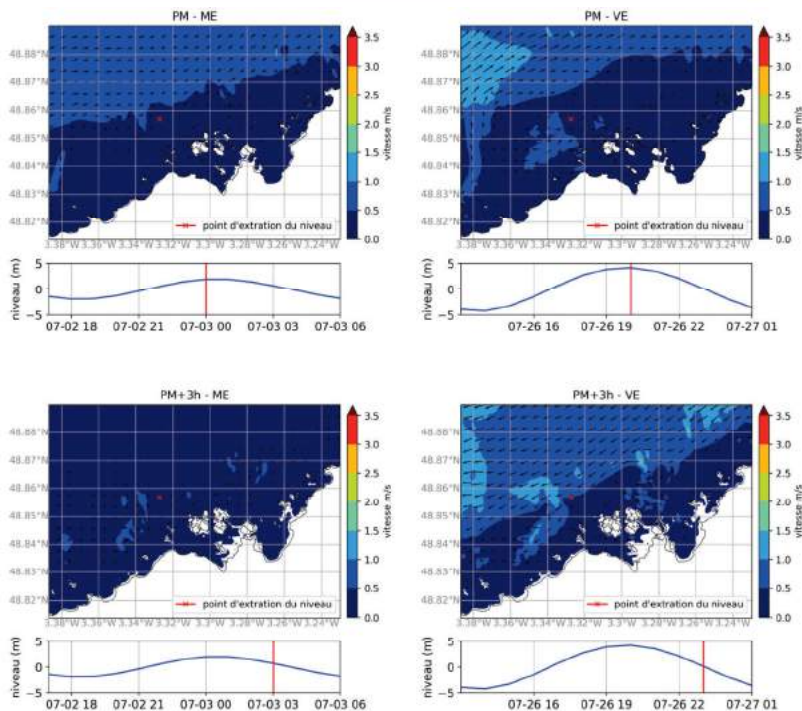 PM - ME
48.88°N
48.87°N
48.86°N
48.85°N
48.84°N
48.83°N
48.82°N
3.38°W 3.36°W 3.34°W 3.32°W 3.3°W 3.28°W 3.26°W 3.24°W
point d'extration du niveau
3.5
3.0
2.5
2.0
1.5
1.0
0.5
0.0
vitesse m/s
niveau (m)
5
0
−5
07-02 18 07-02 21 07-03 00 07-03 03 07-03 06
PM - VE
48.88°N
48.87°N
48.86°N
48.85°N
48.84°N
48.83°N
48.82°N
3.38°W 3.36°W 3.34°W 3.32°W 3.3°W 3.28°W 3.26°W 3.24°W
point d'extration du niveau
3.5
3.0
2.5
2.0
1.5
1.0
0.5
0.0
vitesse m/s
niveau (m)
5
0
−5
07-26 16 07-26 19 07-26 22 07-27 01
PM+3h - ME
48.88°N
48.87°N
48.86°N
48.85°N
48.84°N
48.83°N
48.82°N
3.38°W 3.36°W 3.34°W 3.32°W 3.3°W 3.28°W 3.26°W 3.24°W
point d'extration du niveau
3.5
3.0
2.5
2.0
1.5
1.0
0.5
0.0
vitesse m/s
niveau (m)
5
0
−5
07-02 18 07-02 21 07-03 00 07-03 03 07-03 06
PM+3h - VE
48.88°N
48.87°N
48.86°N
48.85°N
48.84°N
48.83°N
48.82°N
3.38°W 3.36°W 3.34°W 3.32°W 3.3°W 3.28°W 3.26°W 3.24°W
point d'extration du niveau
3.5
3.0
2.5
2.0
1.5
1.0
0.5
0.0
vitesse m/s
niveau (m)
5
0
−5
07-26 16 07-26 19 07-26 22 07-27 01